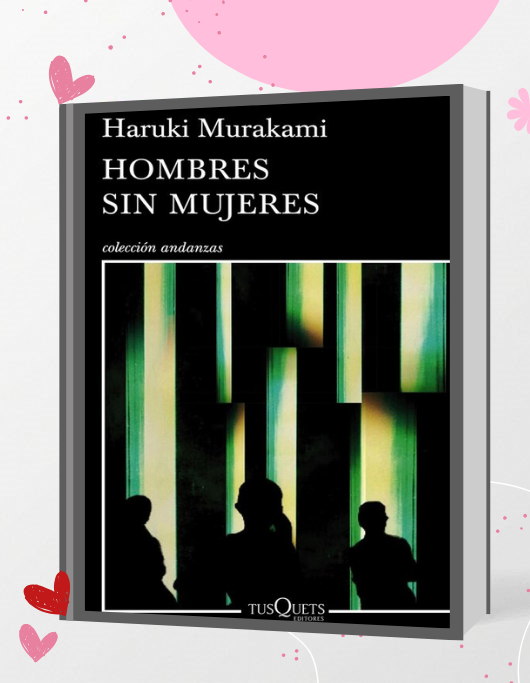 Haruki Murakami
HOMBRES
SIN MUJERES
colección andanzas
TUSQUETS
EDITORES